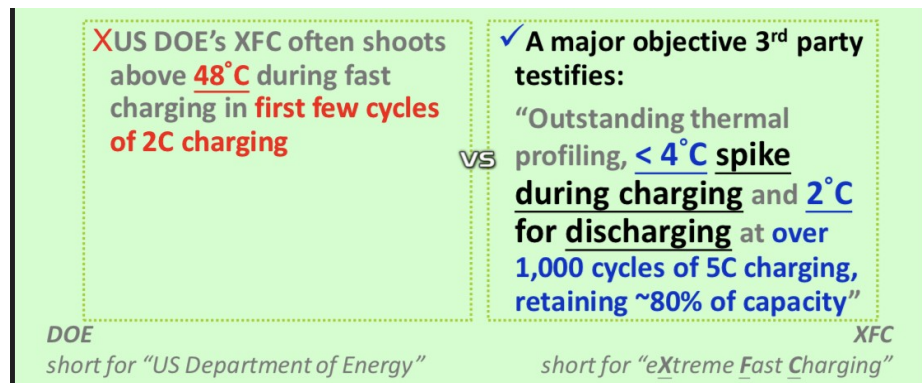 XUS DOE's XFC often shoots
above 48°C during fast
charging in first few cycles
of 2C charging
vs
✓A major objective 3rd party
testifies:
"Outstanding thermal
profiling, < 4°C spike
during charging and 2°C
for discharging at over
1,000 cycles of 5C charging,
retaining ~80% of capacity"
DOE
short for "US Department of Energy"
XFC
short for "eXtreme Fast Charging"